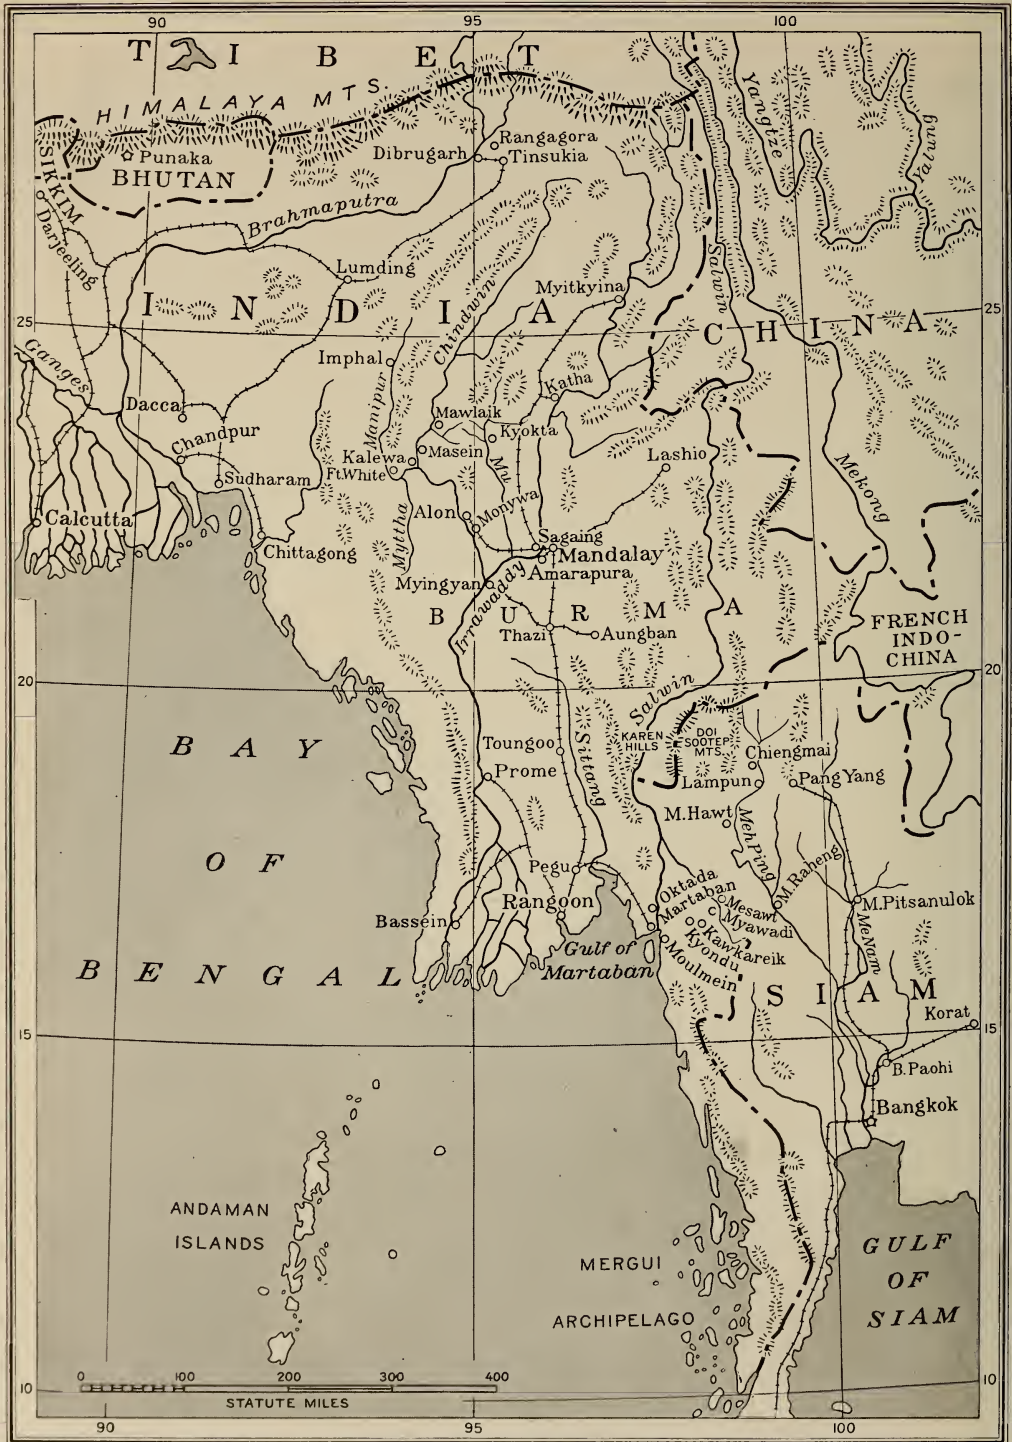 90 95 100
T I B E T
HIMALAYA MTS.
Yangtze
Yalung
Rangagora
Dibrugarh
Tinsukia
Punaka
BHUTAN
SIKKIM
Darjeeling
Brahmaputra
Salwin
Lumding
Chindwin
Myitkyina
I N D I A
25 25
C H I N A
Ganges
Imphal
Manipur
Katha
Dacca
Mawlaik
Kyokta
Chandpur
Kalewa
Masein
Mu
Lashio
Ft.White
Sudharam
Mekong
Calcutta
Alon
Monywa
Sagaing
Mandalay
Chittagong
Myttha
Amarapura
Myingyan
Irrawaddy
B U R M A
Thazi
Aungban
FRENCH
INDO-
CHINA
20 20
Salwin
B A Y
Toungoo
Sittang
KAREN
HILLS
DOI
SOOTEP
MTS.
Chiengmai
Prome
Lampun
Pang Yang
M.Hawt
MehPing
O F
Pegu
M.Raheng
Rangoon
Oktada
Martaban
Mesawt
Myawadi
M.Pitsanulok
Bassein
Kawkareik
Kyondu
Moulmein
MeNam
Gulf of
Martaban
B E N G A L
S I A M
Korat
15 15
B.Paohi
Bangkok
ANDAMAN
ISLANDS
MERGUI
ARCHIPELAGO
GULF
OF
SIAM
0 100 200 300 400
STATUTE MILES
10 10
90 95 100